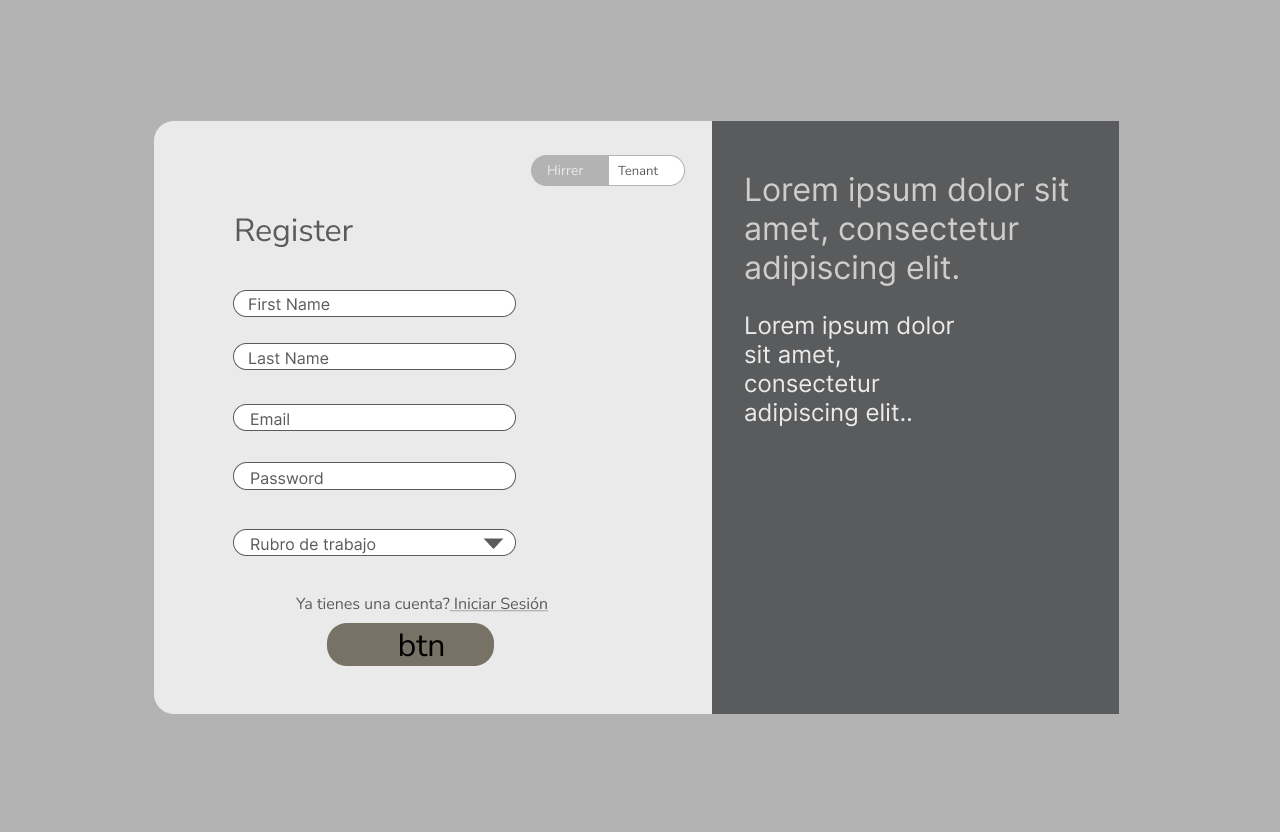 Hirrer
Tenant
Register
First Name
Last Name
Email
Password
Rubro de trabajo
Ya tienes una cuenta? Iniciar Sesión
btn
Lorem ipsum dolor sit
amet, consectetur
adipiscing elit.
Lorem ipsum dolor
sit amet,
consectetur
adipiscing elit..